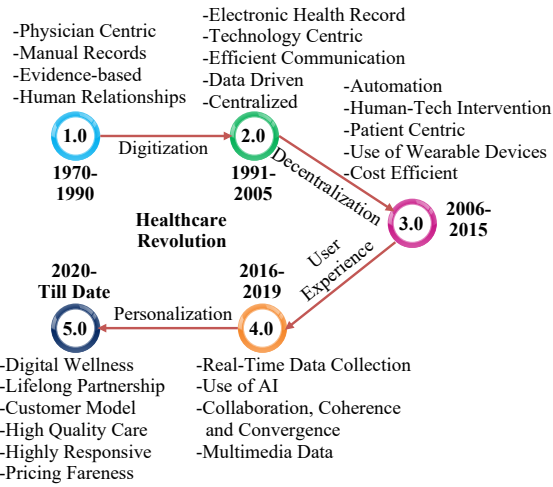 -Physician Centric
-Manual Records
-Evidence-based
-Human Relationships
1.0
1970-
1990
Digitization
-Electronic Health Record
-Technology Centric
-Efficient Communication
-Data Driven
-Centralized
2.0
1991-
2005
Decentralization
-Automation
-Human-Tech Intervention
-Patient Centric
-Use of Wearable Devices
-Cost Efficient
3.0
2006-
2015
Healthcare
Revolution
User
Experience
2016-
2019
4.0
-Real-Time Data Collection
-Use of AI
-Collaboration, Coherence
and Convergence
-Multimedia Data
Personalization
2020-
Till Date
5.0
-Digital Wellness
-Lifelong Partnership
-Customer Model
-High Quality Care
-Highly Responsive
-Pricing Fareness